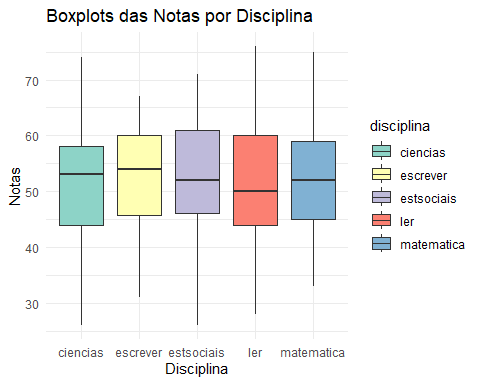 Boxplots das Notas por Disciplina
Notas
70
60
50
40
30
ciencias escrever estsociais ler matematica
Disciplina
disciplina
ciencias
escrever
estsociais
ler
matematica